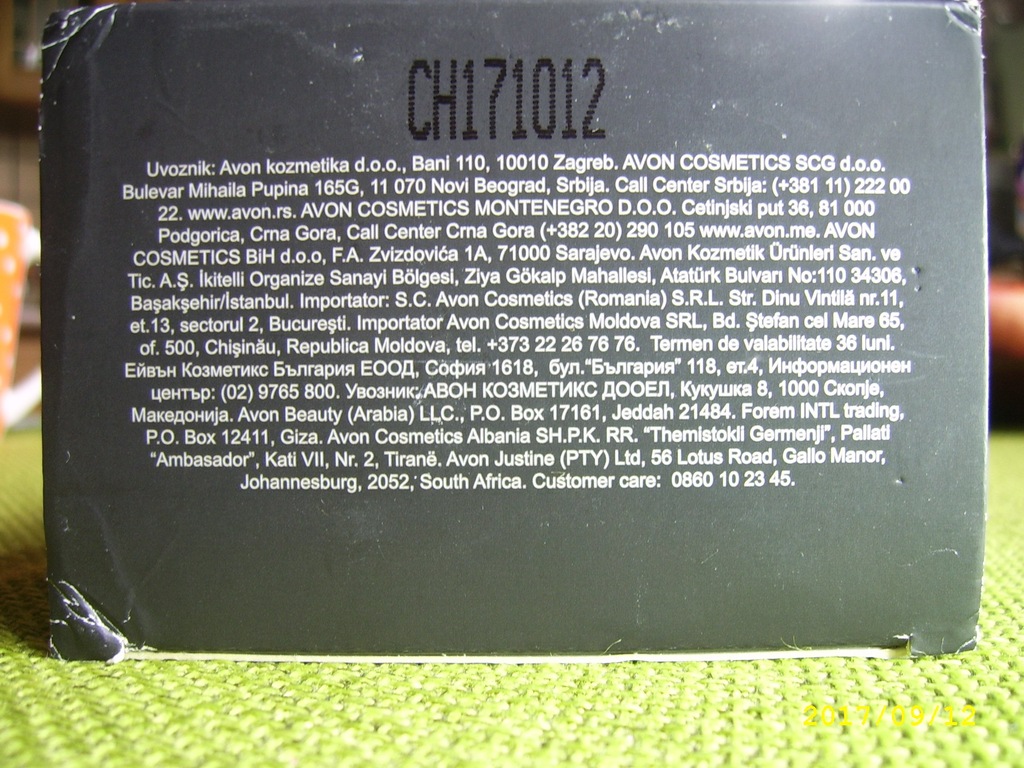 CH171012
Uvoznik: Avon kozmetika d.o.o., Bani 110, 10010 Zagreb. AVON COSMETICS SCG d.o.o.
Bulevar Mihaila Pupina 165G, 11 070 Novi Beograd, Srbija. Call Center Srbija: (+381 11) 222 00
22. www.avon.rs. AVON COSMETICS MONTENEGRO D.O.O. Cetinjski put 36, 81 000
Podgorica, Crna Gora, Call Center Crna Gora (+382 20) 290 105 www.avon.me. AVON
COSMETICS BiH d.o.o, F.A. Zvizdovića 1A, 71000 Sarajevo. Avon Kozmetik Ürünleri San. ve
Tic. A.Ş. İkitelli Organize Sanayi Bölgesi, Ziya Gökalp Mahallesi, Atatürk Bulvarı No:110 34306,
Başakşehir/İstanbul. Importator: S.C. Avon Cosmetics (Romania) S.R.L. Str. Dinu Vintilă nr.11,
et.13, sectorul 2, Bucureşti. Importator Avon Cosmetics Moldova SRL, Bd. Ştefan cel Mare 65,
of. 500, Chişinău, Republica Moldova, tel. +373 22 26 76 76. Termen de valabilitate 36 luni.
Ейвън Козметикс България ЕООД, София 1618, бул."България" 118, ет.4, Информационен
център: (02) 9765 800. Увозник:АВОН КОЗМЕТИКС ДООЕЛ, Кукушка 8, 1000 Скопје,
Македонија. Avon Beauty (Arabia) LLC., P.O. Box 17161, Jeddah 21484. Forem INTL trading,
P.O. Box 12411, Giza. Avon Cosmetics Albania SH.P.K. RR. “Themistokli Germenji”, Pallati
“Ambasador”, Kati VII, Nr. 2, Tiranë. Avon Justine (PTY) Ltd, 56 Lotus Road, Gallo Manor,
Johannesburg, 2052, South Africa. Customer care: 0860 10 23 45.
2017/09/12